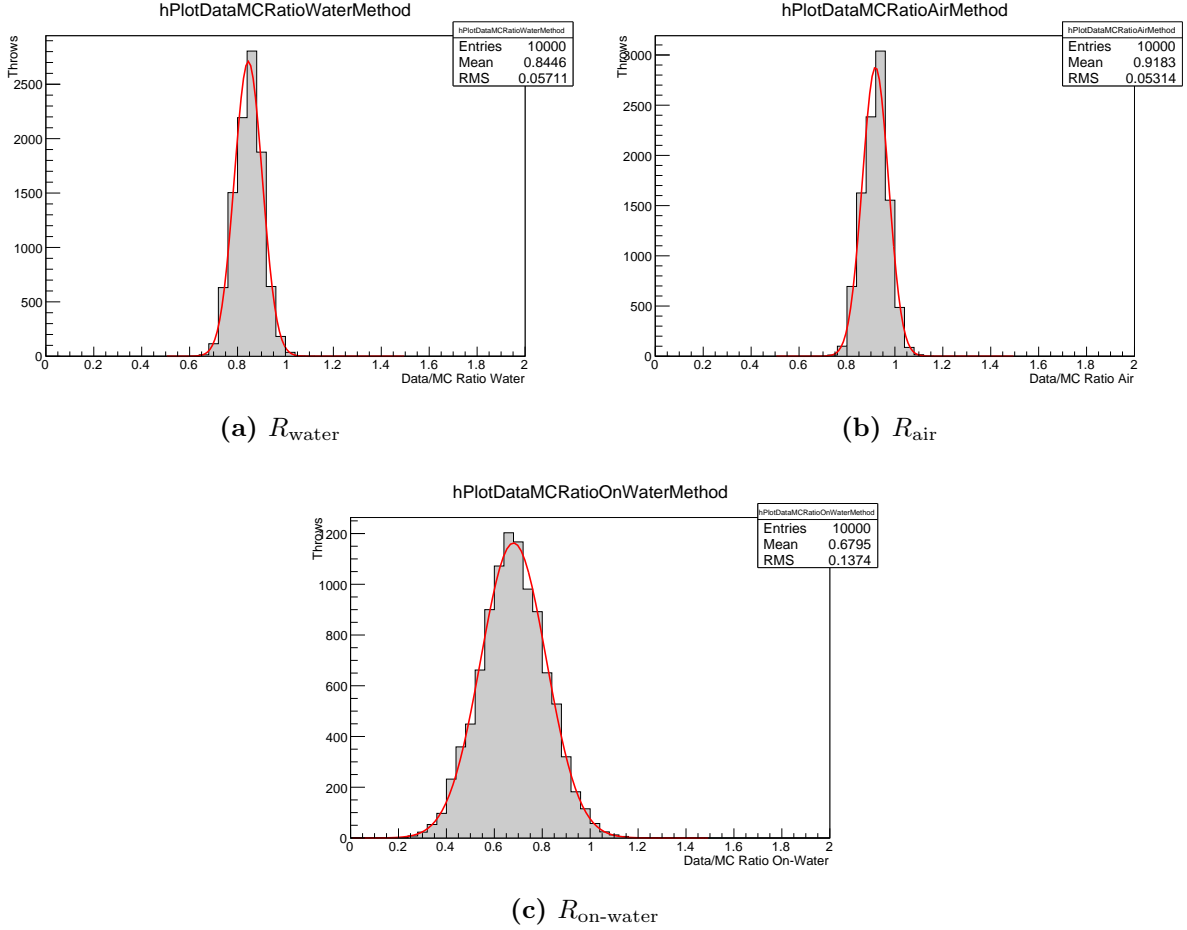 hPlotDataMCRatioWaterMethod
hPlotDataMCRatioWaterMethod
Entries 10000
Mean 0.8446
RMS 0.05711
Throws
2500
2000
1500
1000
500
0
0 0.2 0.4 0.6 0.8 1 1.2 1.4 1.6 1.8 2
Data/MC Ratio Water
(a) R_water
hPlotDataMCRatioAirMethod
hPlotDataMCRatioAirMethod
Entries 10000
Mean 0.9183
RMS 0.05314
Throws
3000
2500
2000
1500
1000
500
0
0 0.2 0.4 0.6 0.8 1 1.2 1.4 1.6 1.8 2
Data/MC Ratio Air
(b) R_air
hPlotDataMCRatioOnWaterMethod
hPlotDataMCRatioOnWaterMethod
Entries 10000
Mean 0.6795
RMS 0.1374
Throws
1200
1000
800
600
400
200
0
0 0.2 0.4 0.6 0.8 1 1.2 1.4 1.6 1.8 2
Data/MC Ratio On-Water
(c) R_on-water